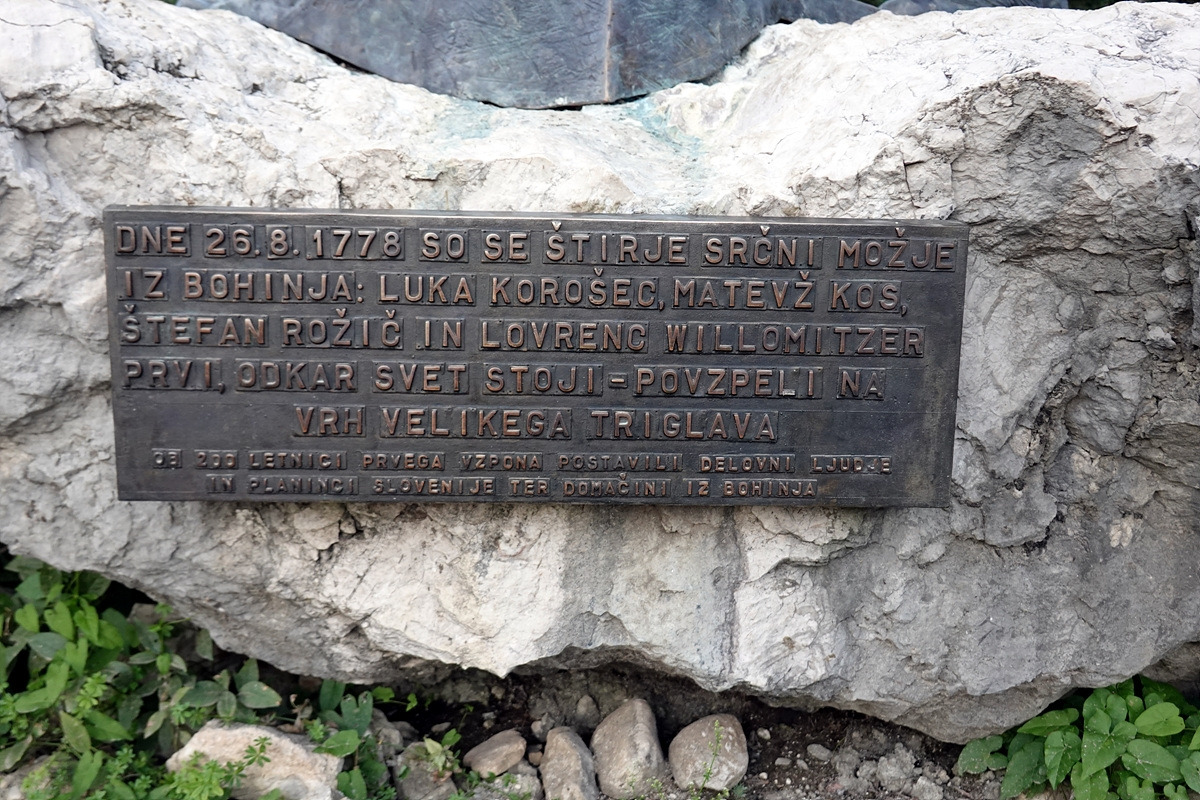 DNE 26.8.1778 SO SE ŠTIRJE SRČNI MOŽJE
IZ BOHINJA: LUKA KOROŠEC, MATEVŽ KOS,
ŠTEFAN ROŽIČ IN LOVRENC WILLOMITZER
PRVI, ODKAR SVET STOJI - POVZPELI NA
VRH VELIKEGA TRIGLAVA
OB 200 LETNICI PRVEGA VZPONA POSTAVILI DELOVNI LJUDJE
IN PLANINCI SLOVENIJE TER DOMAČINI IZ BOHINJA